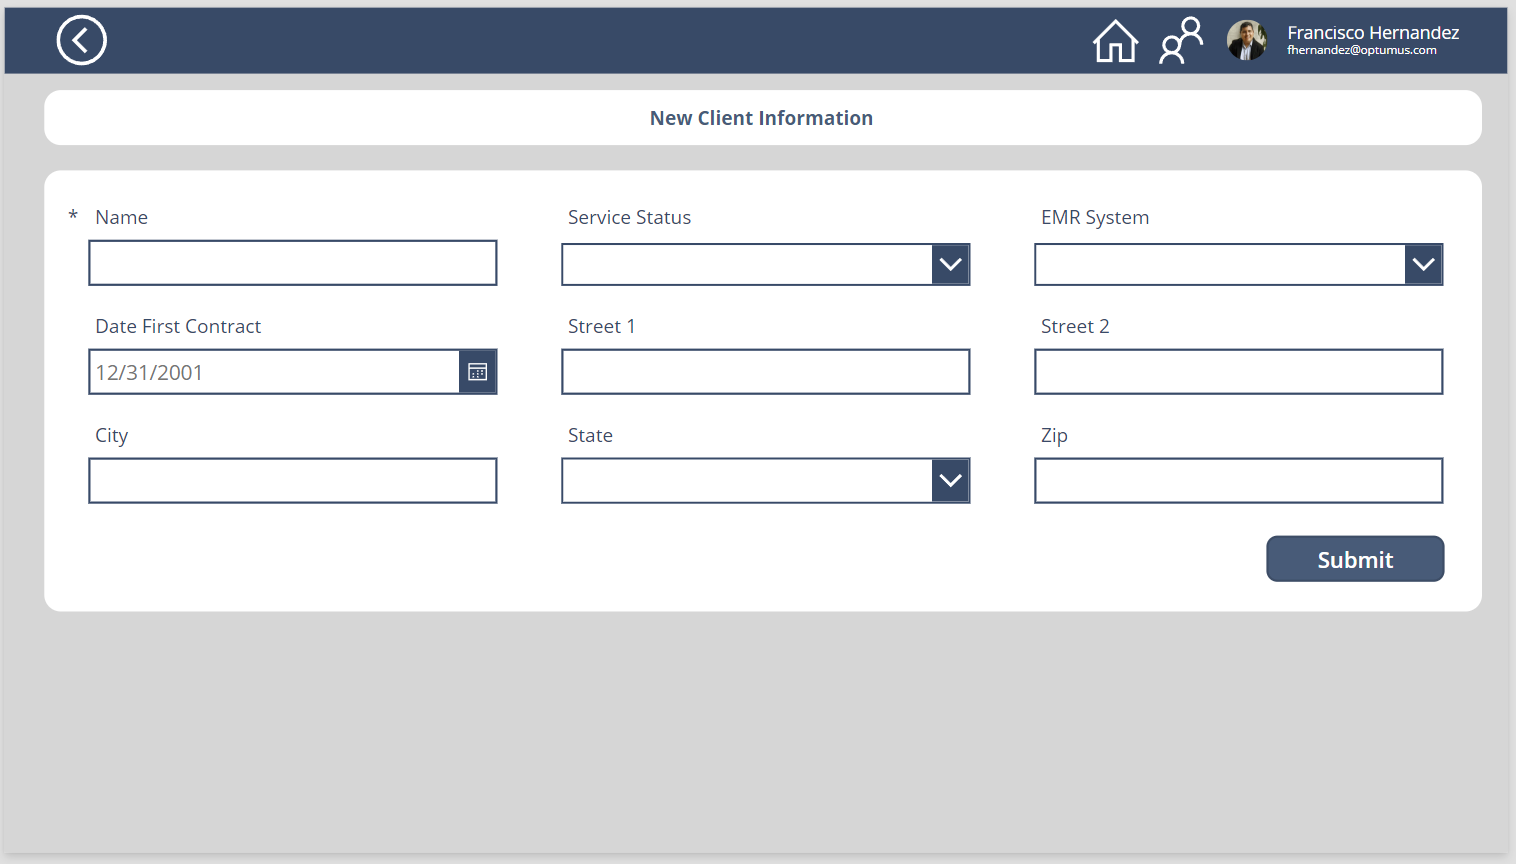 Francisco Hernandez
fhernandez@optumus.com
New Client Information
* Name
Service Status
EMR System
Date First Contract
Street 1
Street 2
12/31/2001
City
State
Zip
Submit